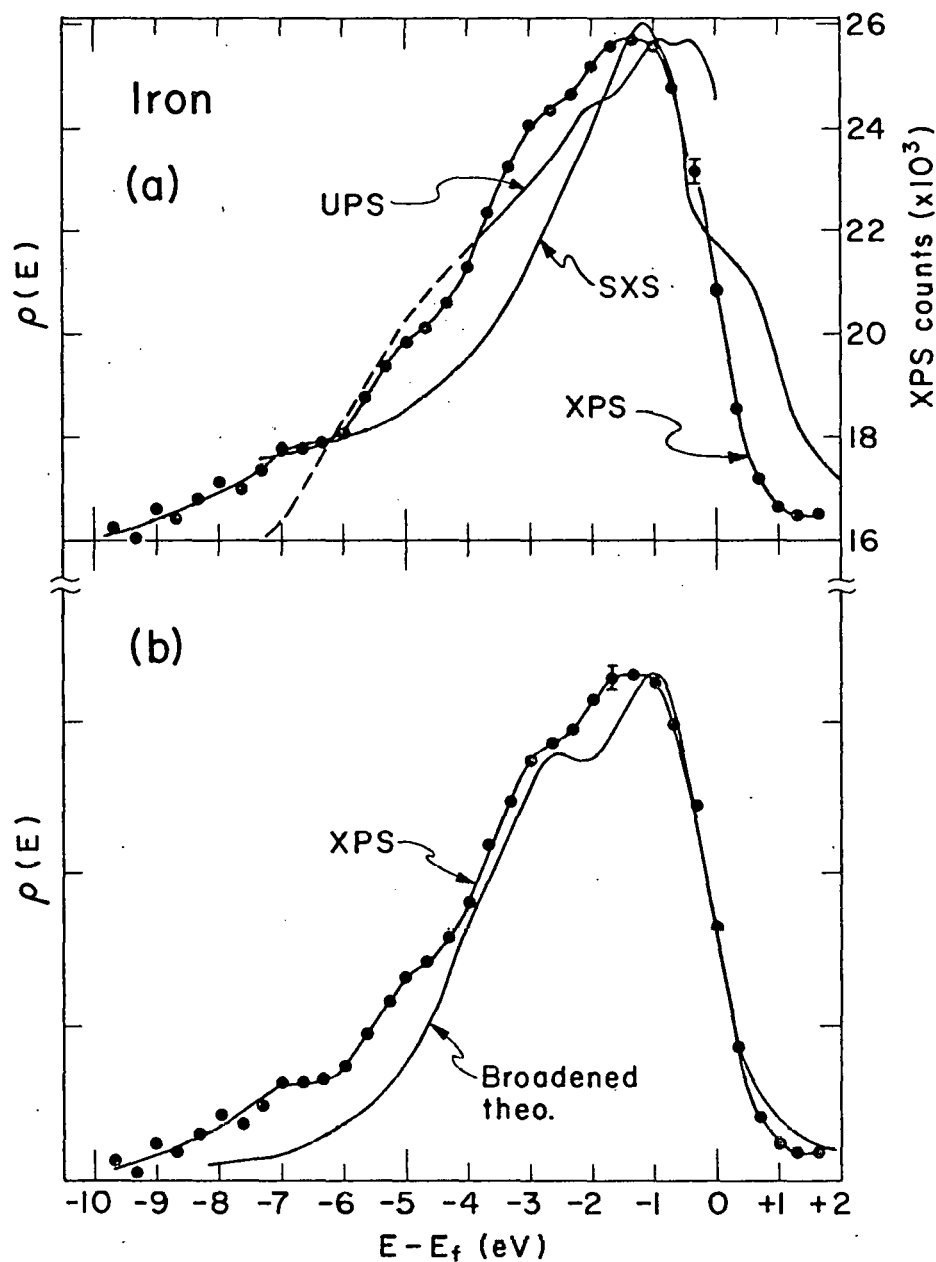 Iron
(a)
UPS
SXS
XPS
ρ(E)
26
24
22
20
18
16
XPS counts (x10³)
(b)
XPS
Broadened
theo.
ρ(E)
-10 -9 -8 -7 -6 -5 -4 -3 -2 -1 0 +1 +2
E-E_f (eV)